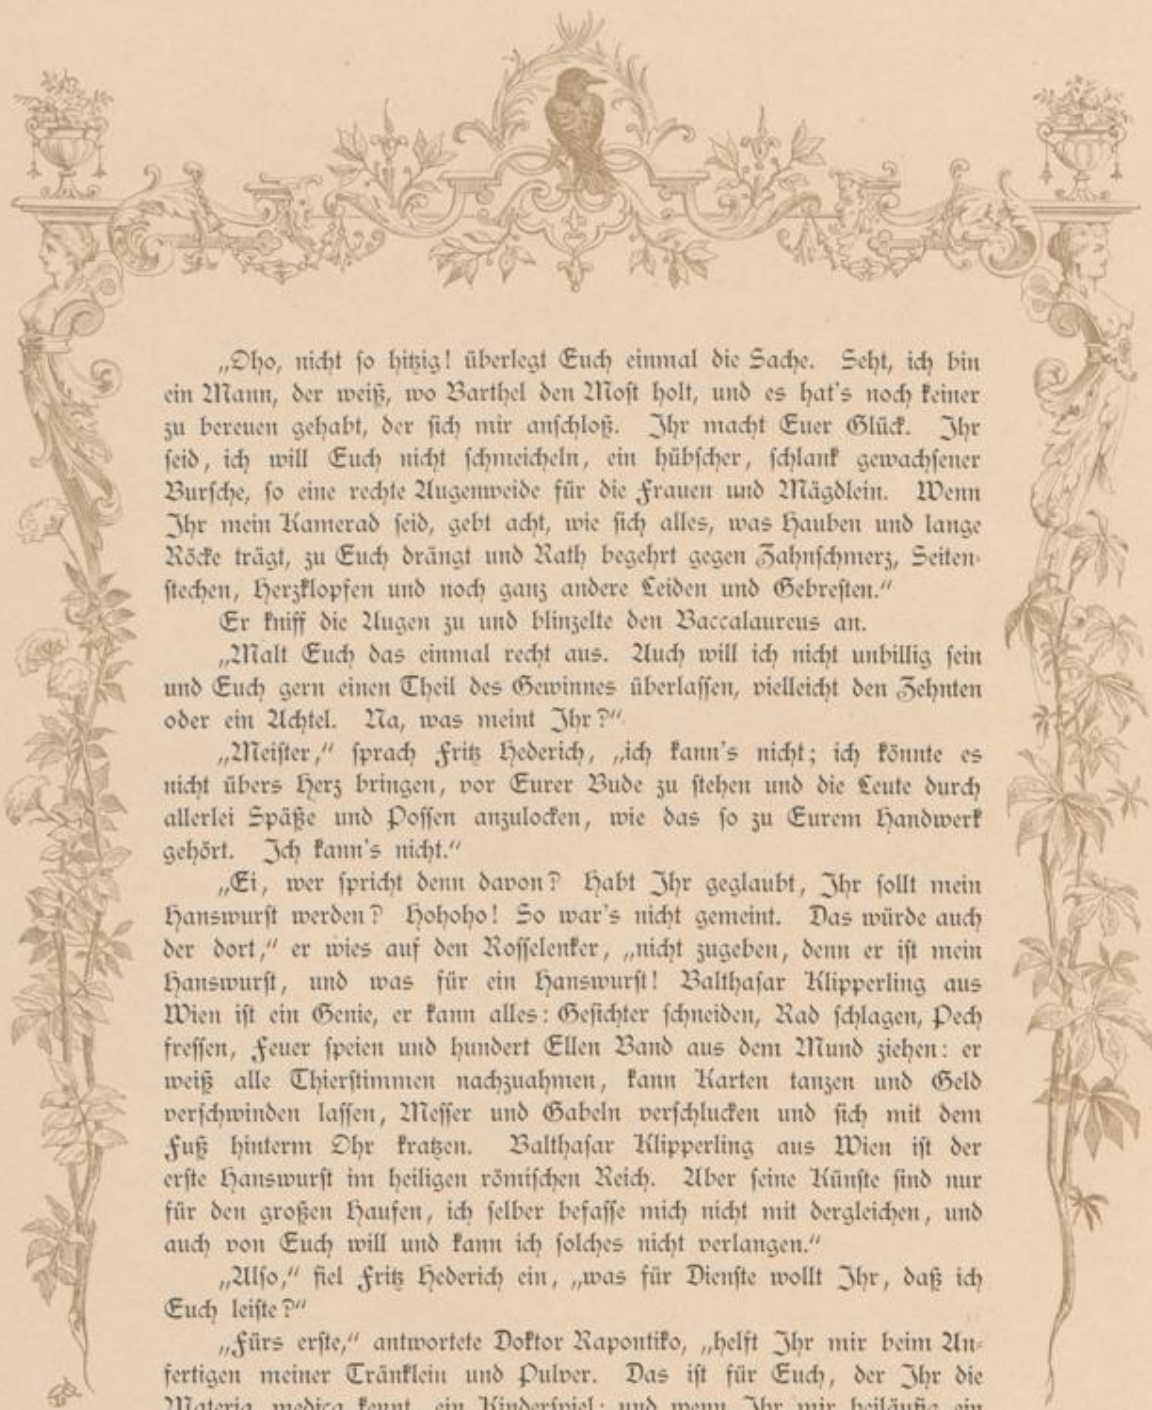 „Oho, nicht so hitzig! überlegt Euch einmal die Sache. Seht, ich bin
ein Mann, der weiß, wo Barthel den Most holt, und es hat's noch keiner
zu bereuen gehabt, der sich mir anschloß. Ihr macht Euer Glück. Ihr
seid, ich will Euch nicht schmeicheln, ein hübscher, schlank gewachsener
Bursche, so eine rechte Augenweide für die Frauen und Mägdlein. Wenn
Ihr mein Kamerad seid, gebt acht, wie sich alles, was Hauben und lange
Röcke trägt, zu Euch drängt und Rath begehrt gegen Zahnschmerz, Seiten-
stechen, Herzklopfen und noch ganz andere Leiden und Gebresten.“
Er kniff die Augen zu und blinzelte den Baccalaureus an.
„Malt Euch das einmal recht aus. Auch will ich nicht unbillig sein
und Euch gern einen Theil des Gewinnes überlassen, vielleicht den Zehnten
oder ein Achtel. Na, was meint Ihr?“
„Meister,“ sprach Fritz Hederich, „ich kann's nicht; ich könnte es
nicht übers Herz bringen, vor Eurer Bude zu stehen und die Leute durch
allerlei Späße und Possen anzulocken, wie das so zu Eurem Handwerk
gehört. Ich kann's nicht.“
„Ei, wer spricht denn davon? Habt Ihr geglaubt, Ihr sollt mein
Hanswurst werden? Hohoho! So war's nicht gemeint. Das würde auch
der dort,“ er wies auf den Rosselenker, „nicht zugeben, denn er ist mein
Hanswurst, und was für ein Hanswurst! Balthasar Klipperling aus
Wien ist ein Genie, er kann alles: Gesichter schneiden, Rad schlagen, Pech
fressen, Feuer speien und hundert Ellen Band aus dem Mund ziehen: er
weiß alle Thierstimmen nachzuahmen, kann Karten tanzen und Geld
verschwinden lassen, Messer und Gabeln verschlucken und sich mit dem
Fuß hinterm Ohr kratzen. Balthasar Klipperling aus Wien ist der
erste Hanswurst im heiligen römischen Reich. Aber seine Künste sind nur
für den großen Haufen, ich selber befasse mich nicht mit dergleichen, und
auch von Euch will und kann ich solches nicht verlangen.“
„Also,“ fiel Fritz Hederich ein, „was für Dienste wollt Ihr, daß ich
Euch leiste?“
„Fürs erste,“ antwortete Doktor Rapontiko, „helft Ihr mir beim An-
fertigen meiner Tränklein und Pulver. Das ist für Euch, der Ihr die
Materia medica kennt, ein Kinderspiel; und wenn Ihr mir beiläufig ein